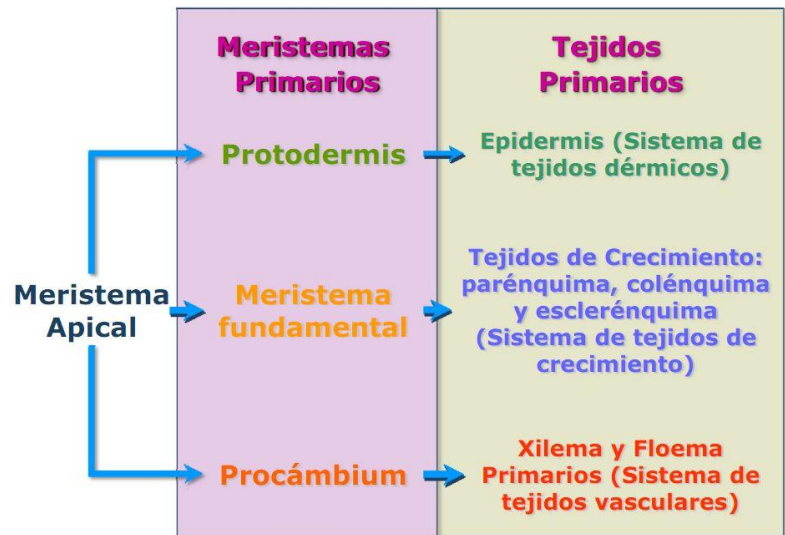 Meristemas
Primarios
Tejidos
Primarios
Protodermis
Epidermis (Sistema de
tejidos dérmicos)
Meristema
Apical
Meristema
fundamental
Tejidos de Crecimiento:
parénquima, colénquima
y esclerénquima
(Sistema de tejidos de
crecimiento)
Procámbium
Xilema y Floema
Primarios (Sistema de
tejidos vasculares)